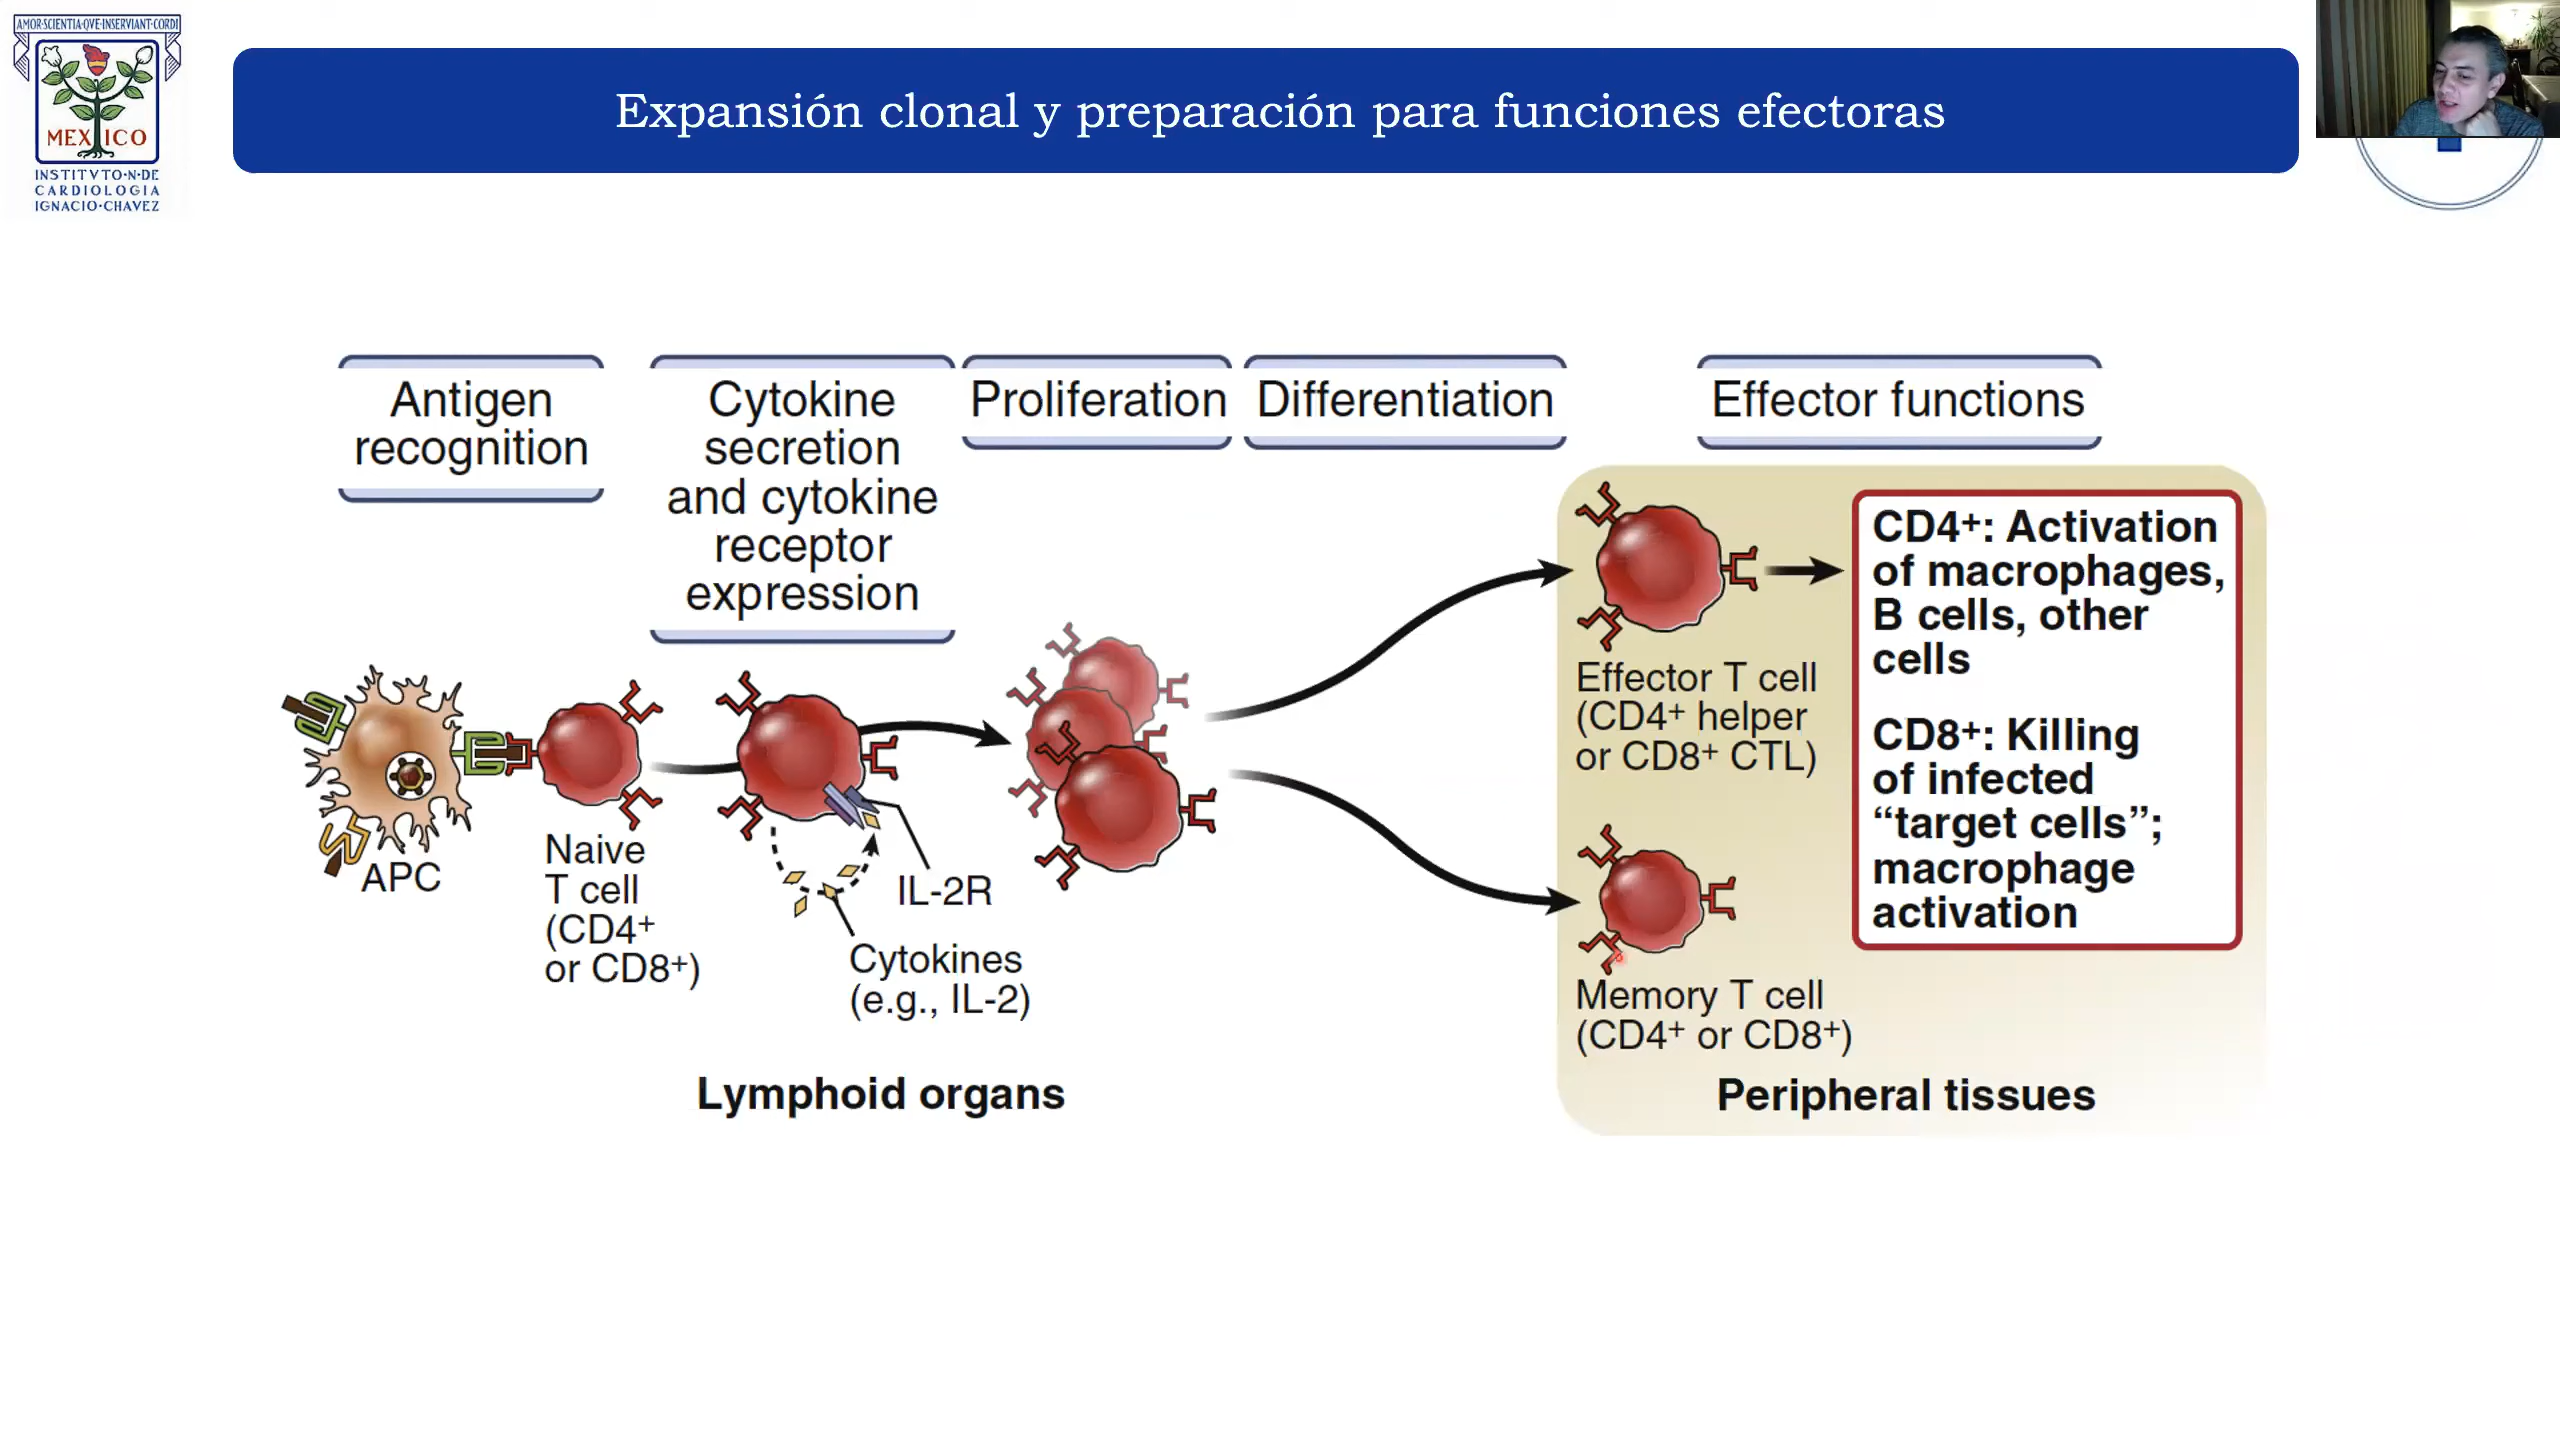 AMOR·SCIENTIA·QVE·INSERVIANT·CORDI
MEXICO
INSTITVTO·N·DE
CARDIOLOGIA
IGNACIO·CHAVEZ
Expansión clonal y preparación para funciones efectoras
Antigen
recognition
Cytokine
secretion
and cytokine
receptor
expression
Proliferation
Differentiation
Effector functions
APC
Naive
T cell
(CD4+
or CD8+)
IL-2R
Cytokines
(e.g., IL-2)
Lymphoid organs
Effector T cell
(CD4+ helper
or CD8+ CTL)
Memory T cell
(CD4+ or CD8+)
CD4+: Activation
of macrophages,
B cells, other
cells
CD8+: Killing
of infected
“target cells”;
macrophage
activation
Peripheral tissues